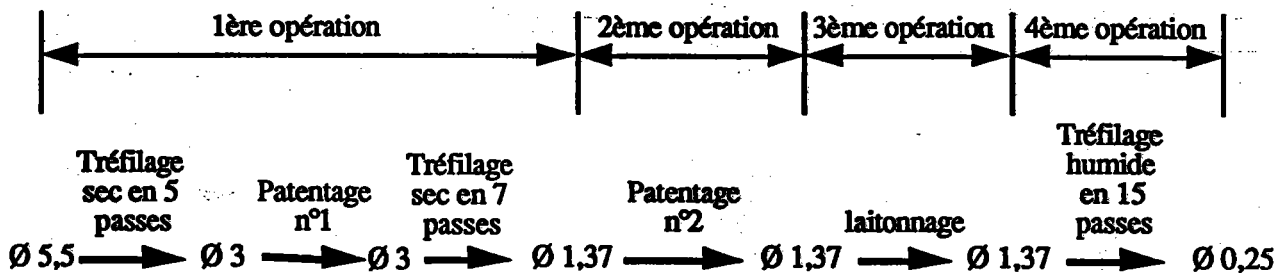 1ère opération 2ème opération 3ème opération 4ème opération
Tréfilage
sec en 5
passes
Patentage
n°1
Tréfilage
sec en 7
passes
Patentage
n°2
laitonnage
Tréfilage
humide
en 15
passes
Ø 5,5 Ø 3 Ø 3 Ø 1,37 Ø 1,37 Ø 1,37 Ø 0,25